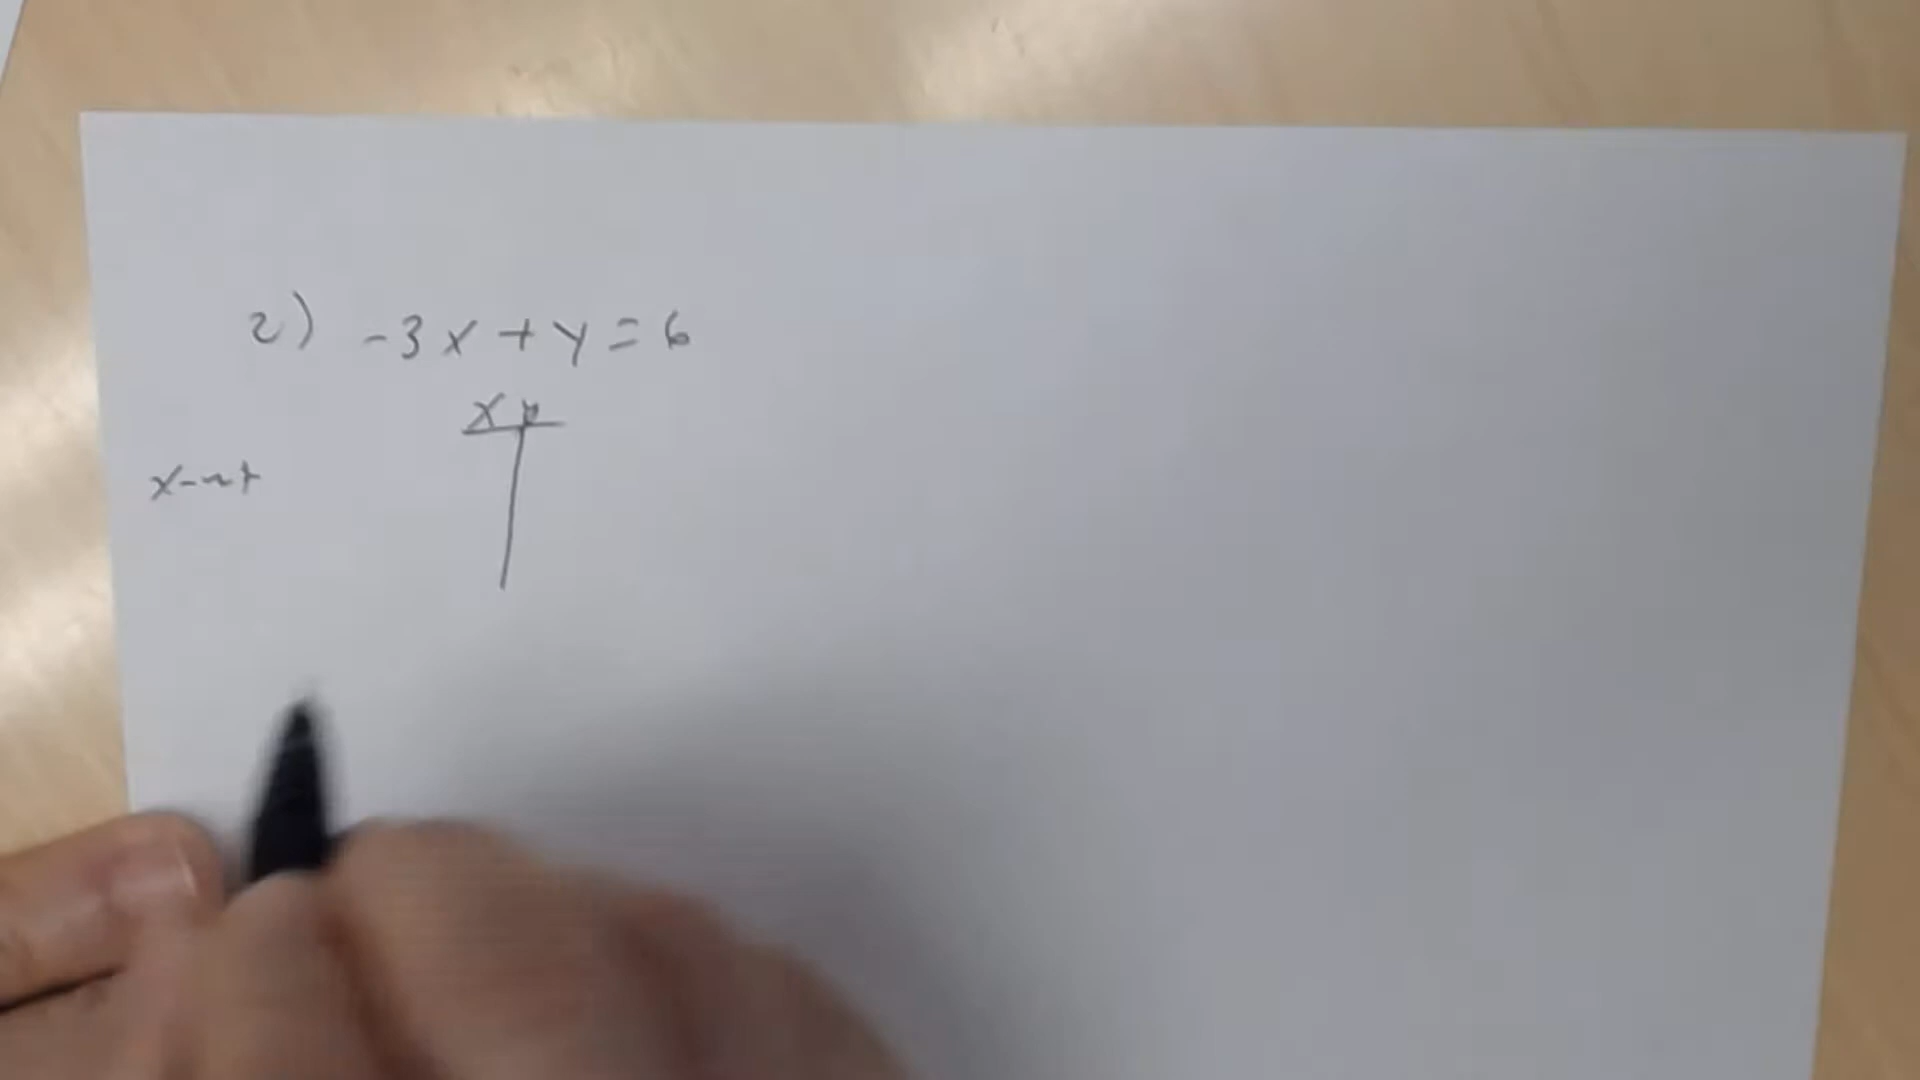 2) -3x + y = 6
x y
x-int